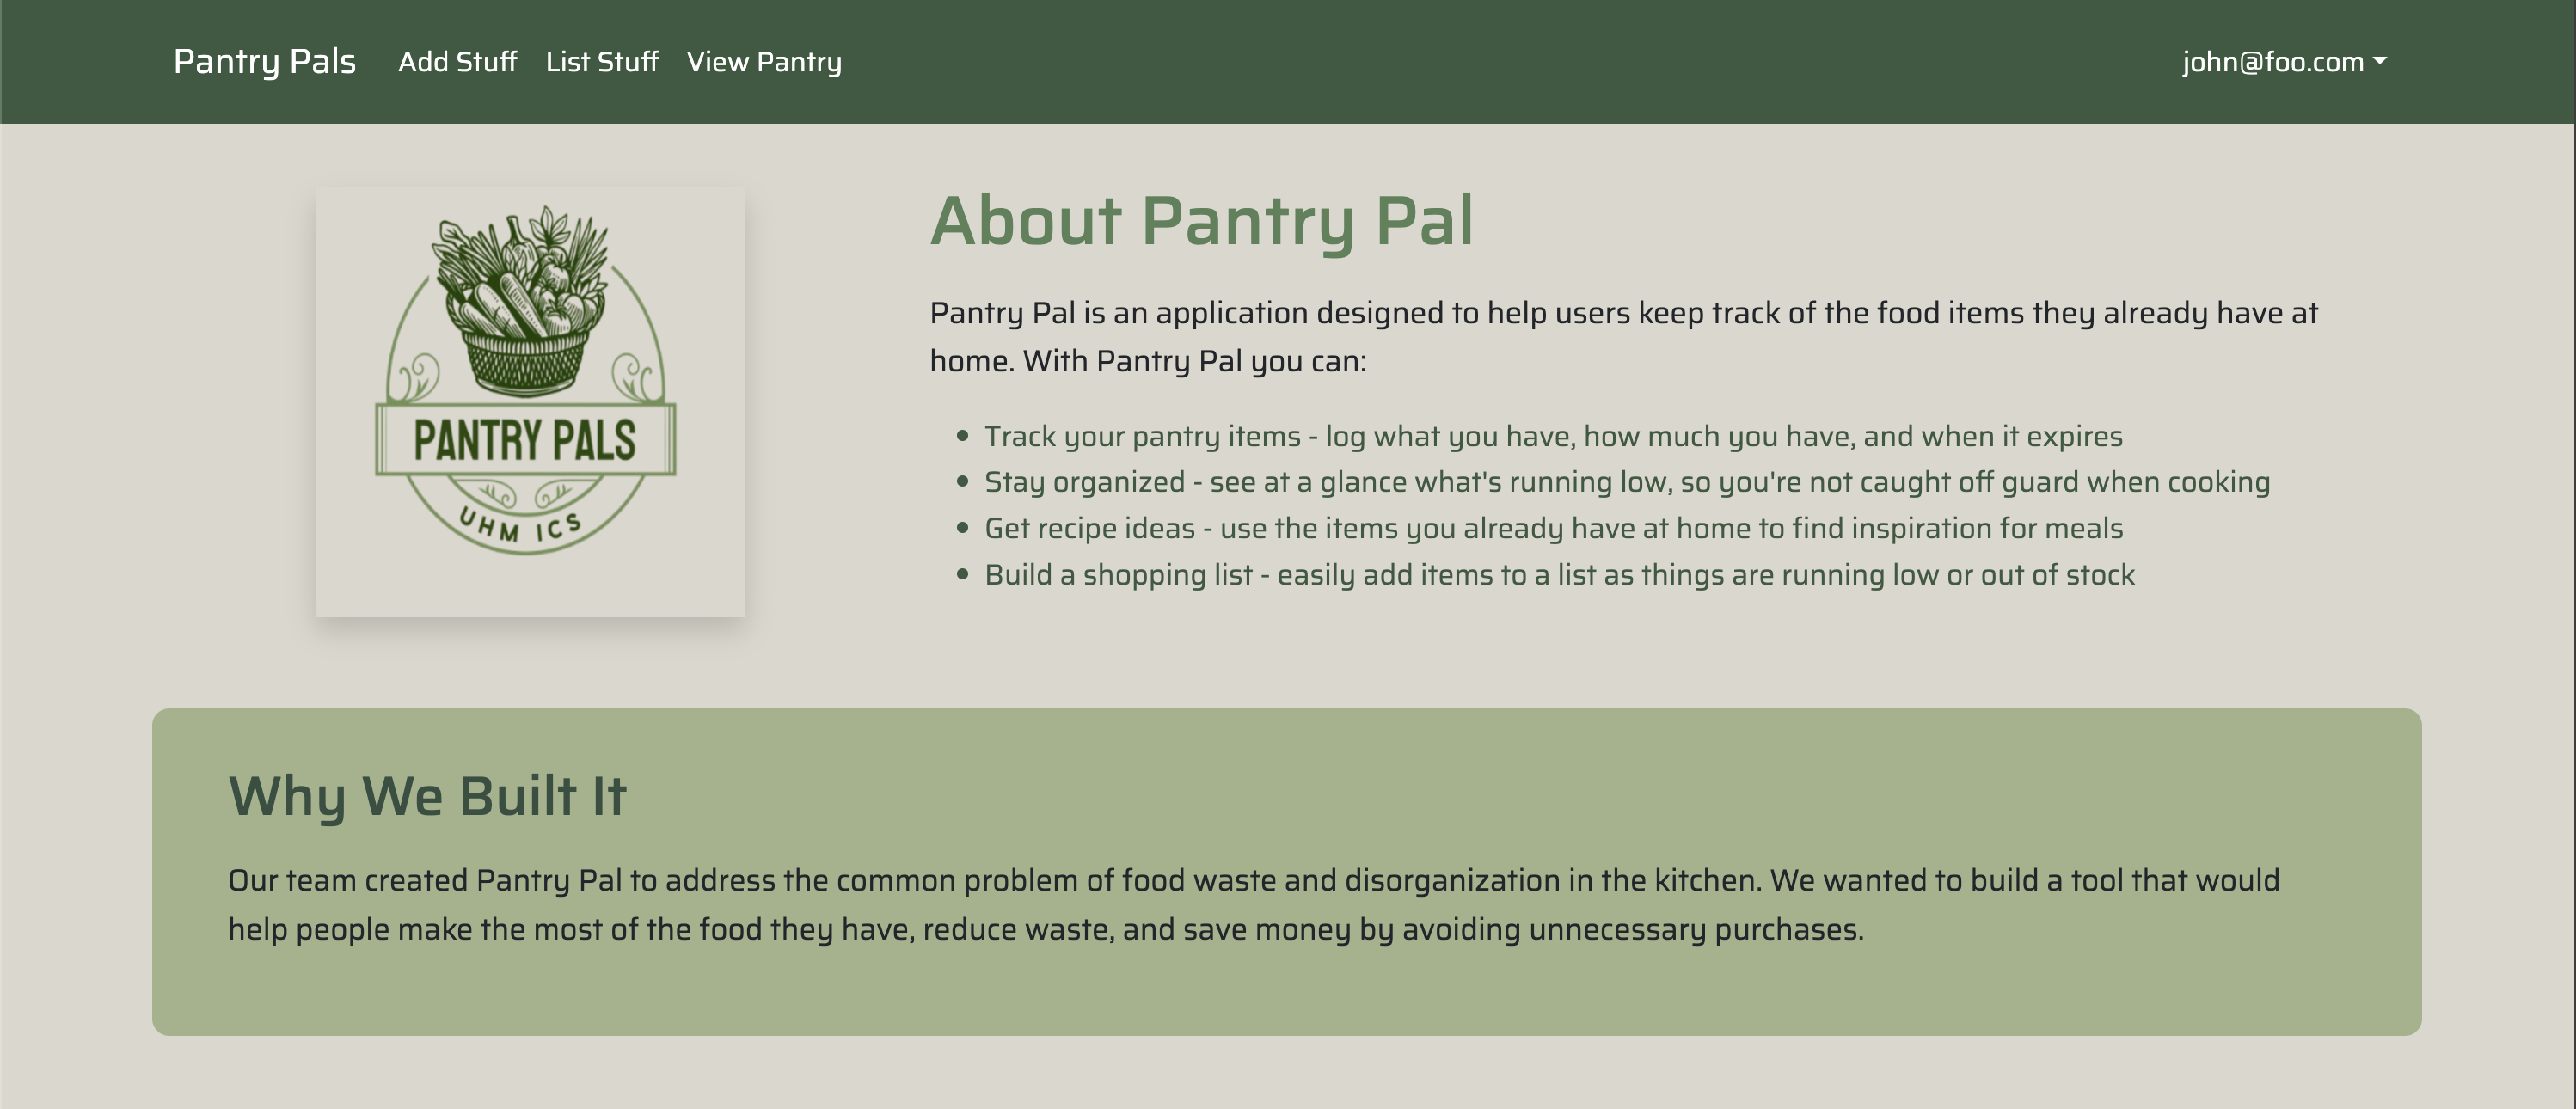 Pantry Pals Add Stuff List Stuff View Pantry john@foo.com
PANTRY PALS
UHM ICS
About Pantry Pal
Pantry Pal is an application designed to help users keep track of the food items they already have at
home. With Pantry Pal you can:
Track your pantry items - log what you have, how much you have, and when it expires
Stay organized - see at a glance what's running low, so you're not caught off guard when cooking
Get recipe ideas - use the items you already have at home to find inspiration for meals
Build a shopping list - easily add items to a list as things are running low or out of stock
Why We Built It
Our team created Pantry Pal to address the common problem of food waste and disorganization in the kitchen. We wanted to build a tool that would
help people make the most of the food they have, reduce waste, and save money by avoiding unnecessary purchases.